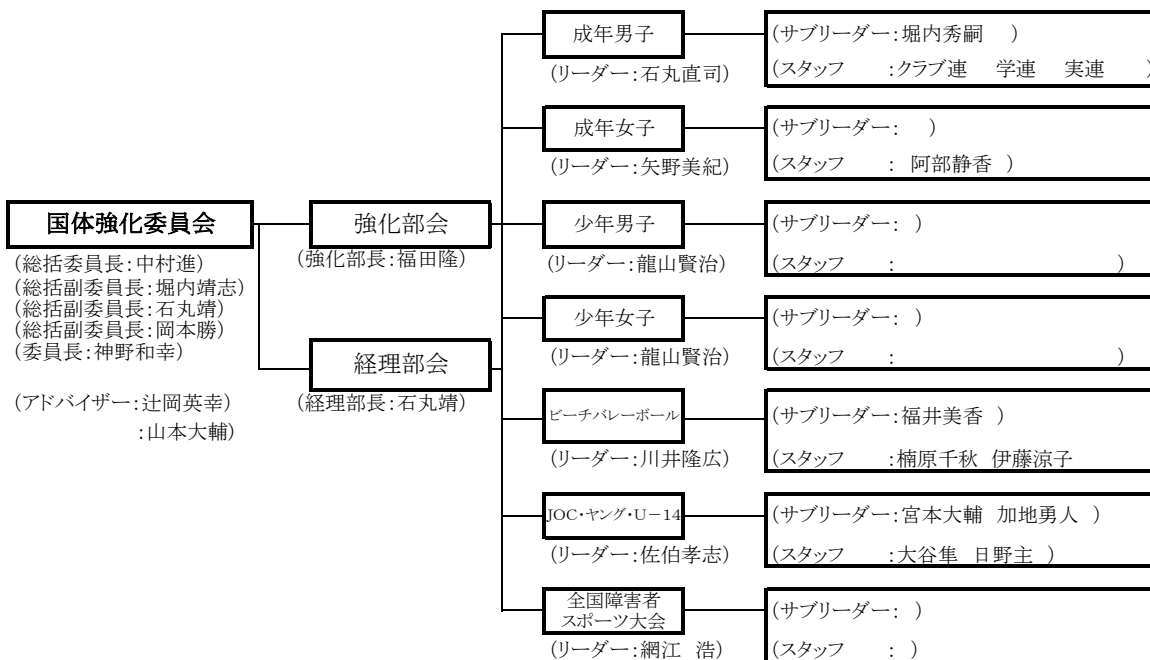 成年男子
(リーダー:石丸直司)
(サブリーダー:堀内秀嗣 )
(スタッフ :クラブ連 学連 実連 )
成年女子
(リーダー:矢野美紀)
(サブリーダー: )
(スタッフ : 阿部静香 )
国体強化委員会
(総括委員長:中村進)
(総括副委員長:堀内靖志)
(総括副委員長:石丸靖)
(総括副委員長:岡本勝)
(委員長:神野和幸)
(アドバイザー:辻岡英幸)
:山本大輔)
強化部会
(強化部長:福田隆)
経理部会
(経理部長:石丸靖)
少年男子
(リーダー:龍山賢治)
(サブリーダー: )
(スタッフ : )
少年女子
(リーダー:龍山賢治)
(サブリーダー: )
(スタッフ : )
ビーチバレーボール
(リーダー:川井隆広)
(サブリーダー:福井美香 )
(スタッフ :楠原千秋 伊藤涼子
JOC・ヤング・U-14
(リーダー:佐伯孝志)
(サブリーダー:宮本大輔 加地勇人 )
(スタッフ :大谷隼 日野主 )
全国障害者
スポーツ大会
(リーダー:網江 浩)
(サブリーダー: )
(スタッフ : )